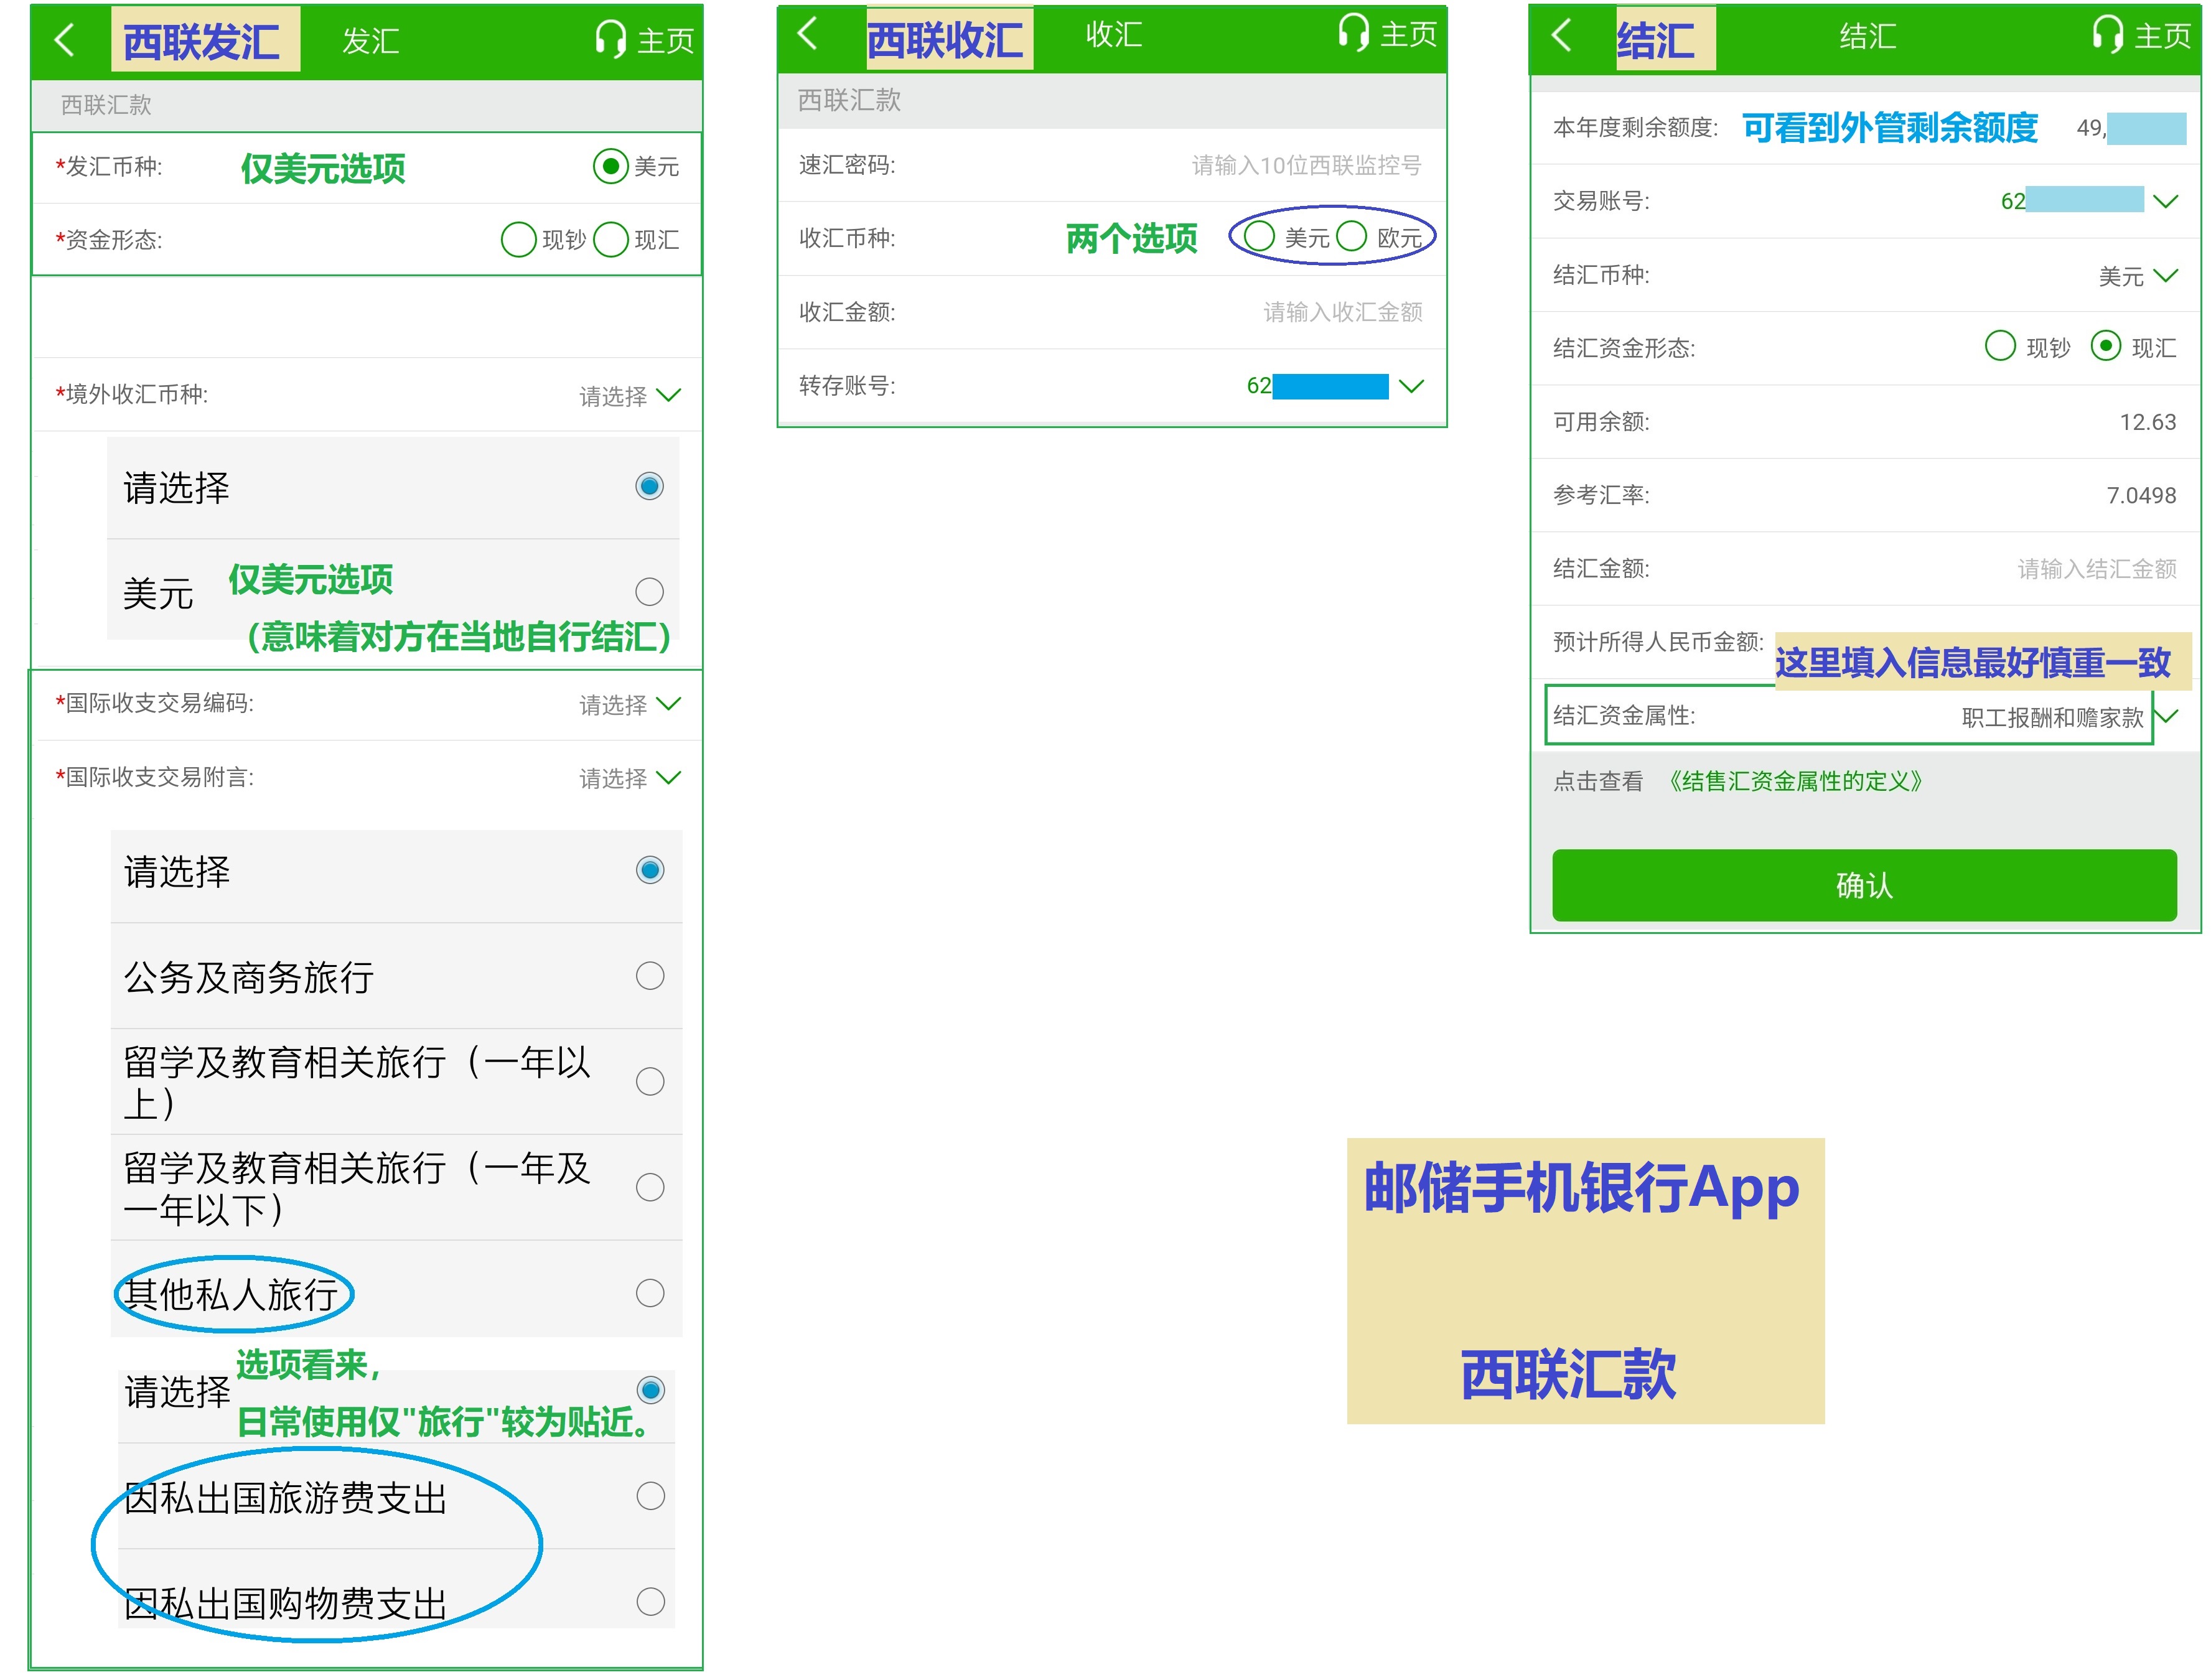 西联发汇
发汇
主页
西联汇款
*发汇币种:
仅美元选项
美元
*资金形态:
现钞
现汇
*境外收汇币种:
请选择
请选择
美元
仅美元选项
（意味着对方在当地自行结汇）
*国际收支交易编码:
请选择
*国际收支交易附言:
请选择
请选择
公务及商务旅行
留学及教育相关旅行（一年以
上）
留学及教育相关旅行（一年及
一年以下）
其他私人旅行
选项看来，
请选择
日常使用仅"旅行"较为贴近。
因私出国旅游费支出
因私出国购物费支出
西联收汇
收汇
主页
西联汇款
速汇密码:
请输入10位西联监控号
收汇币种:
两个选项
美元
欧元
收汇金额:
请输入收汇金额
转存账号:
62
结汇
结汇
主页
本年度剩余额度:
可看到外管剩余额度
49,
交易账号:
62
结汇币种:
美元
结汇资金形态:
现钞
现汇
可用余额:
12.63
参考汇率:
7.0498
结汇金额:
请输入结汇金额
预计所得人民币金额:
这里填入信息最好慎重一致
结汇资金属性:
职工报酬和赡家款
点击查看
《结售汇资金属性的定义》
确认
邮储手机银行App
西联汇款